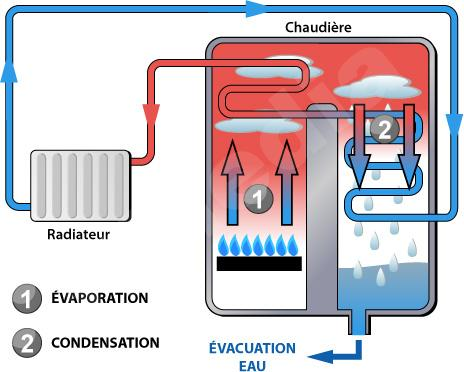 Chaudière
2
1
Radiateur
1 ÉVAPORATION
2 CONDENSATION
ÉVACUATION
EAU